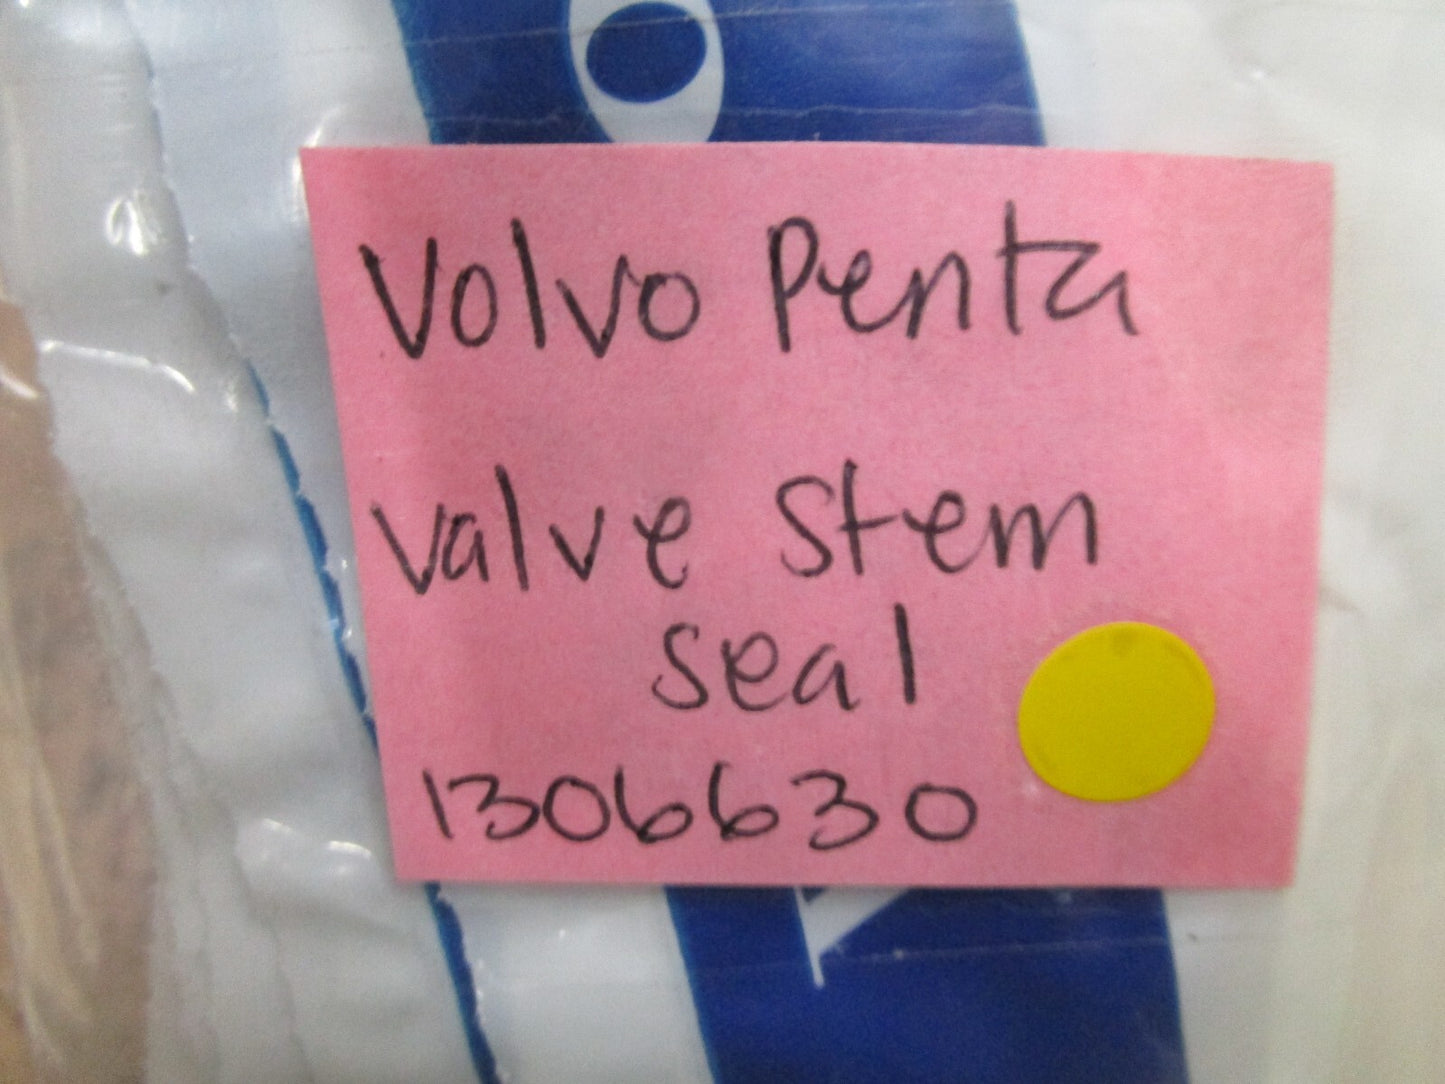 Volvo Penta
Valve Stem
Seal
1306630